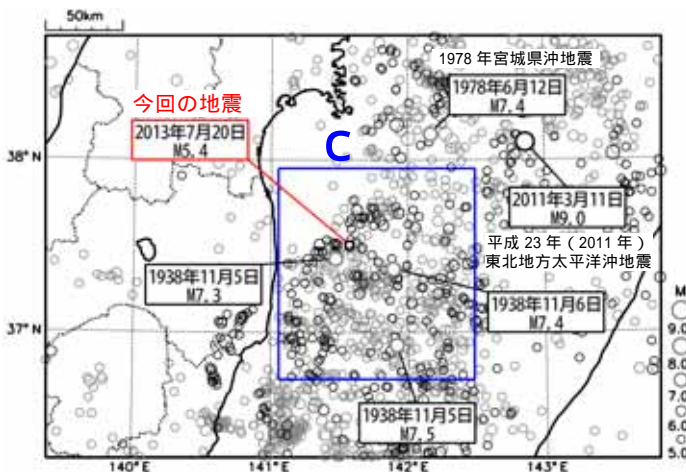 50km
1978 年宮城県沖地震
1978年6月12日
M7.4
今回の地震
2013年7月20日
M5.4
C
38°N
2011年3月11日
M9.0
平成 23 年（2011 年）
東北地方太平洋沖地震
1938年11月5日
M7.3
1938年11月6日
M7.4
37°N
1938年11月5日
M7.5
M
9.0
8.0
7.0
6.0
5.0
140°E
141°E
142°E
143°E